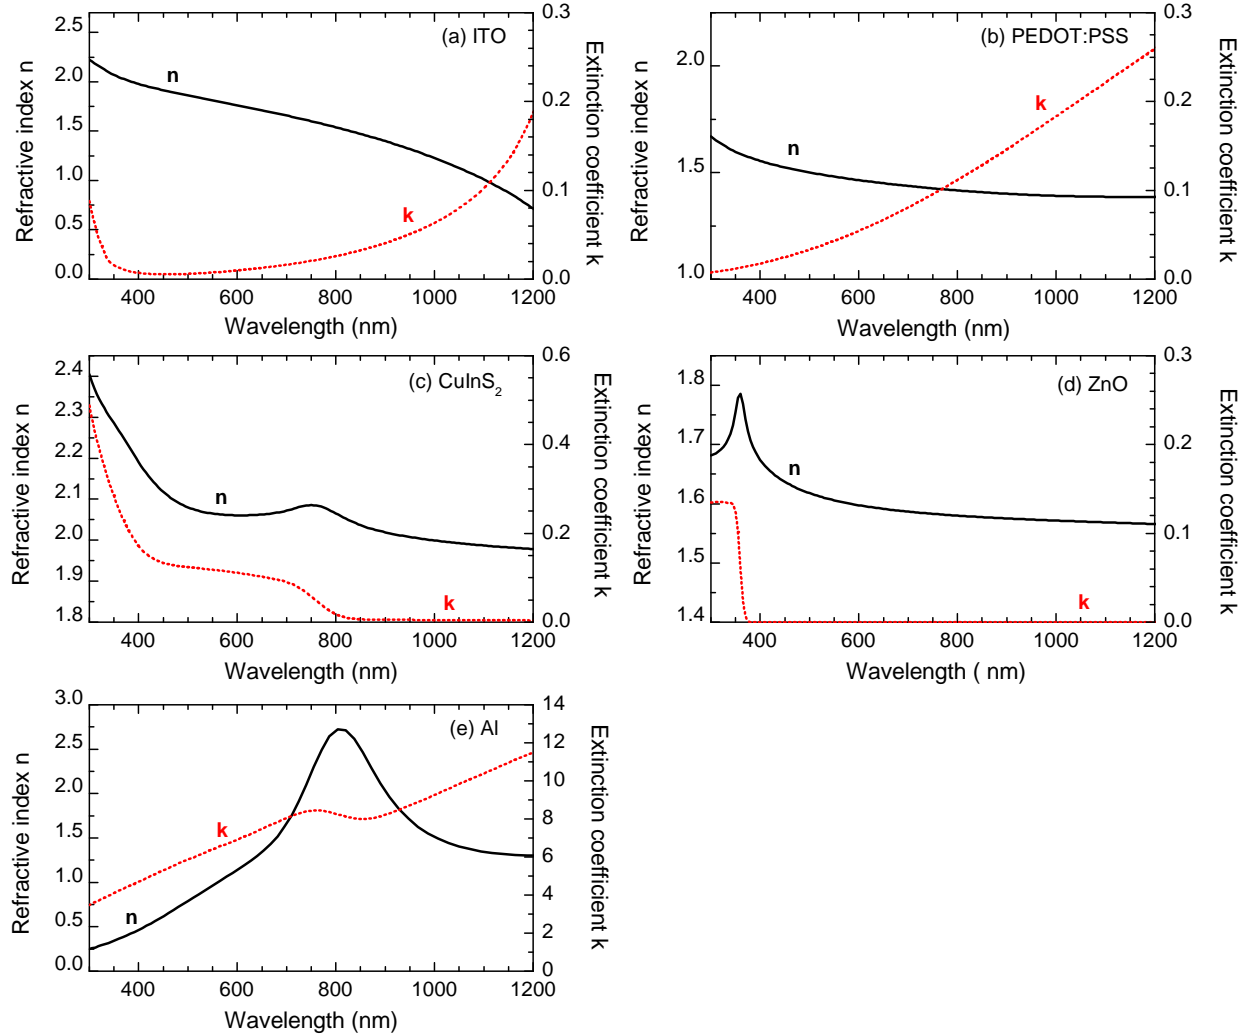 (a) ITO
n
k
2.5
2.0
1.5
1.0
0.5
0.0
Refractive index n
0.3
0.2
0.1
0.0
Extinction coefficient k
400 600 800 1000 1200
Wavelength (nm)
(b) PEDOT:PSS
n
k
2.0
1.5
1.0
Refractive index n
0.3
0.2
0.1
0.0
Extinction coefficient k
400 600 800 1000 1200
Wavelength (nm)
(c) CuInS₂
n
k
2.4
2.3
2.2
2.1
2.0
1.9
1.8
Refractive index n
0.6
0.4
0.2
0.0
Extinction coefficient k
400 600 800 1000 1200
Wavelength (nm)
(d) ZnO
n
k
1.8
1.7
1.6
1.5
1.4
Refractive index n
0.3
0.2
0.1
0.0
Extinction coefficient k
400 600 800 1000 1200
Wavelength ( nm)
(e) Al
k
n
3.0
2.5
2.0
1.5
1.0
0.5
0.0
Refractive index n
14
12
10
8
6
4
2
0
Extinction coefficient k
400 600 800 1000 1200
Wavelength (nm)